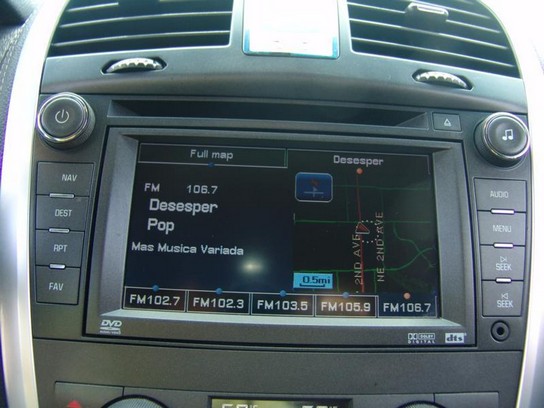 Full map
Desesper
FM 106.7
Desesper
Pop
Mas Musica Variada
2ND AVE
NE 2ND AVE
0.5mi
FM102.7 FM102.3 FM103.5 FM105.9 FM106.7
NAV
DEST
RPT
FAV
AUDIO
MENU
SEEK
SEEK
DVD
DOLBY
DIGITAL
dts